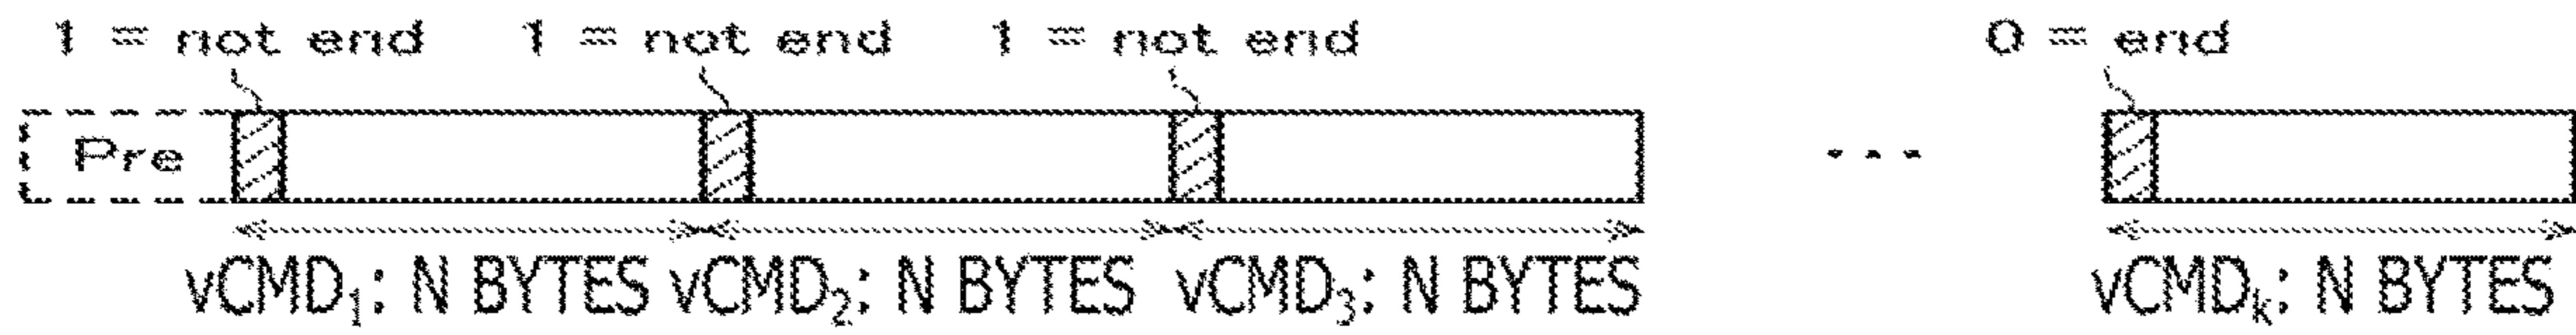 1 = not end 1 = not end 1 = not end 0 = end
Pre ...
vCMD₁: N BYTES vCMD₂: N BYTES vCMD₃: N BYTES vCMDₖ: N BYTES